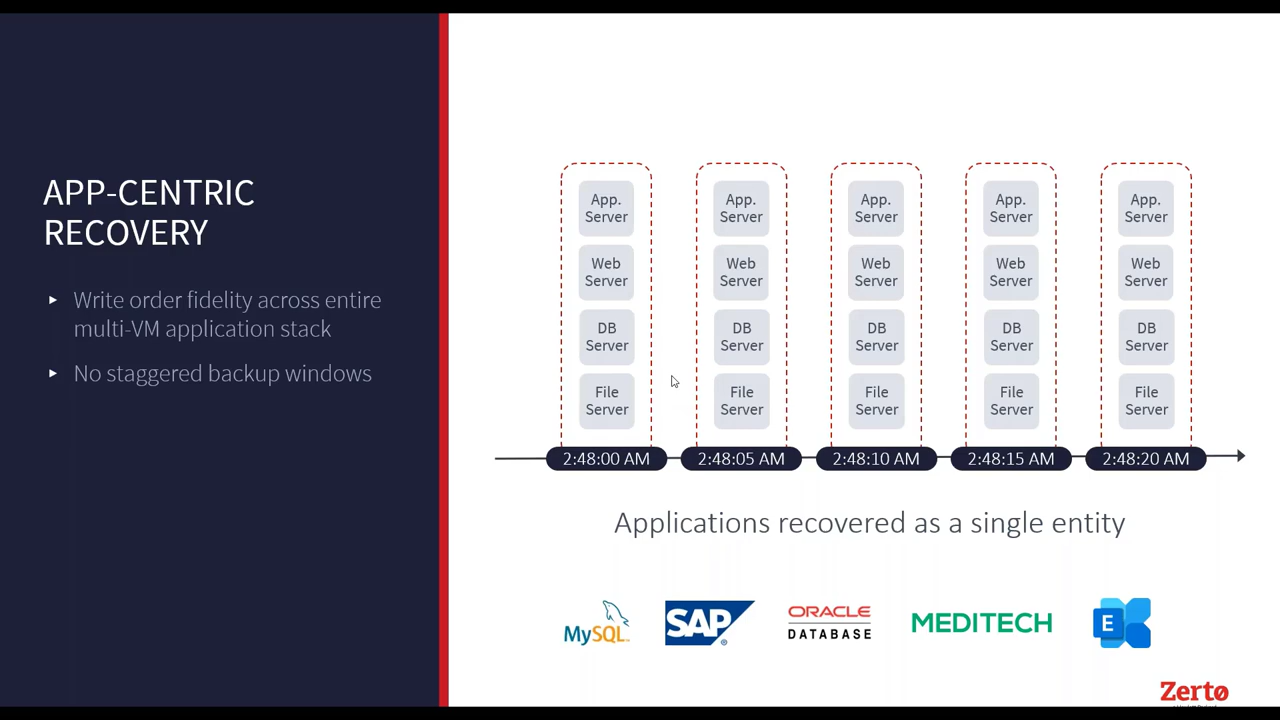 APP-CENTRIC
RECOVERY
Write order fidelity across entire
multi-VM application stack
No staggered backup windows
App.
Server
Web
Server
DB
Server
File
Server
2:48:00 AM
App.
Server
Web
Server
DB
Server
File
Server
2:48:05 AM
App.
Server
Web
Server
DB
Server
File
Server
2:48:10 AM
App.
Server
Web
Server
DB
Server
File
Server
2:48:15 AM
App.
Server
Web
Server
DB
Server
File
Server
2:48:20 AM
Applications recovered as a single entity
MySQL
SAP
ORACLE
DATABASE
MEDITECH
E
Zerto